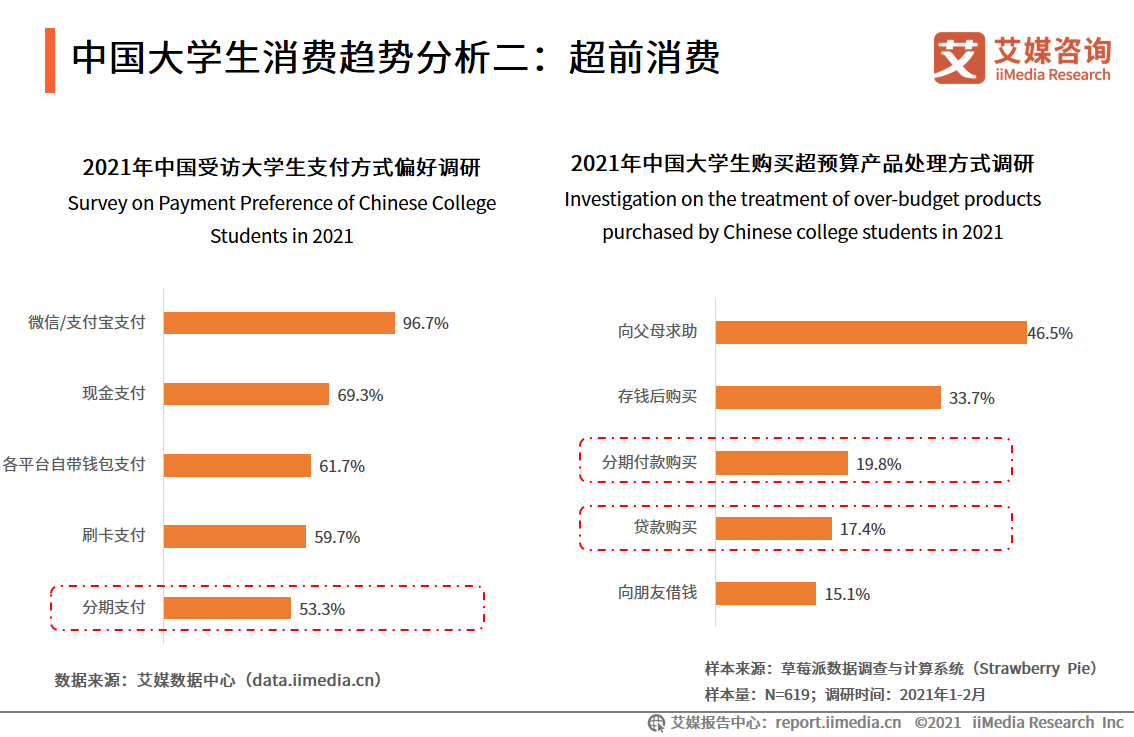 中国大学生消费趋势分析二：超前消费
艾媒咨询
iiMedia Research
2021年中国受访大学生支付方式偏好调研
Survey on Payment Preference of Chinese College
Students in 2021
微信/支付宝支付 96.7%
现金支付 69.3%
各平台自带钱包支付 61.7%
刷卡支付 59.7%
分期支付 53.3%
数据来源：艾媒数据中心（data.iimedia.cn）
2021年中国大学生购买超预算产品处理方式调研
Investigation on the treatment of over-budget products
purchased by Chinese college students in 2021
向父母求助 46.5%
存钱后购买 33.7%
分期付款购买 19.8%
贷款购买 17.4%
向朋友借钱 15.1%
样本来源：草莓派数据调查与计算系统（Strawberry Pie）
样本量：N=619；调研时间：2021年1-2月
艾媒报告中心：report.iimedia.cn ©2021 iiMedia Research Inc